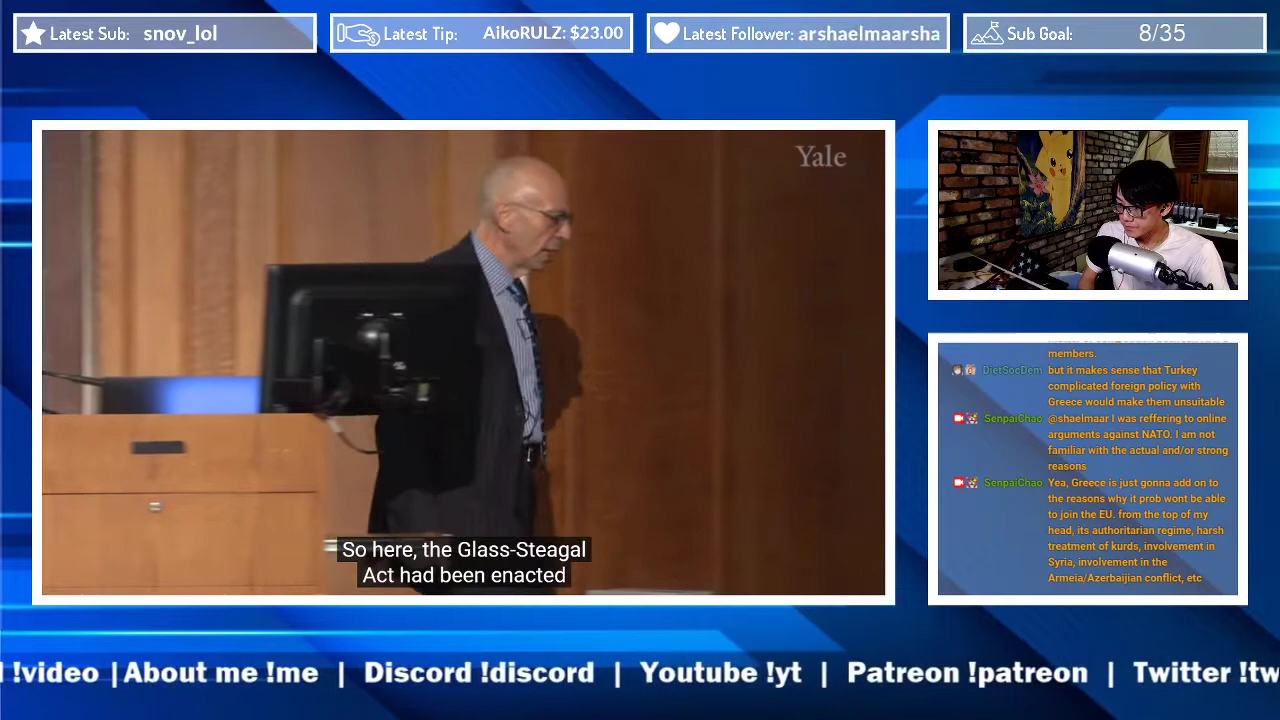 Latest Sub: snov_lol
Latest Tip: AikoRULZ: $23.00
Latest Follower: arshaelmaarsha
Sub Goal: 8/35
Yale
So here, the Glass-Steagal
Act had been enacted
members.
DietSocDem but it makes sense that Turkey
complicated foreign policy with
Greece would make them unsuitable
SenpaiChao @shaelmaar I was reffering to online
arguments against NATO. I am not
familiar with the actual and/or strong
reasons
SenpaiChao Yea, Greece is just gonna add on to
the reasons why it prob wont be able
to join the EU. from the top of my
head, its authoritarian regime, harsh
treatment of kurds, involvement in
Syria, involvement in the
Armeia/Azerbaijian conflict, etc
!video | About me !me | Discord !discord | Youtube !yt | Patreon !patreon | Twitter !tw